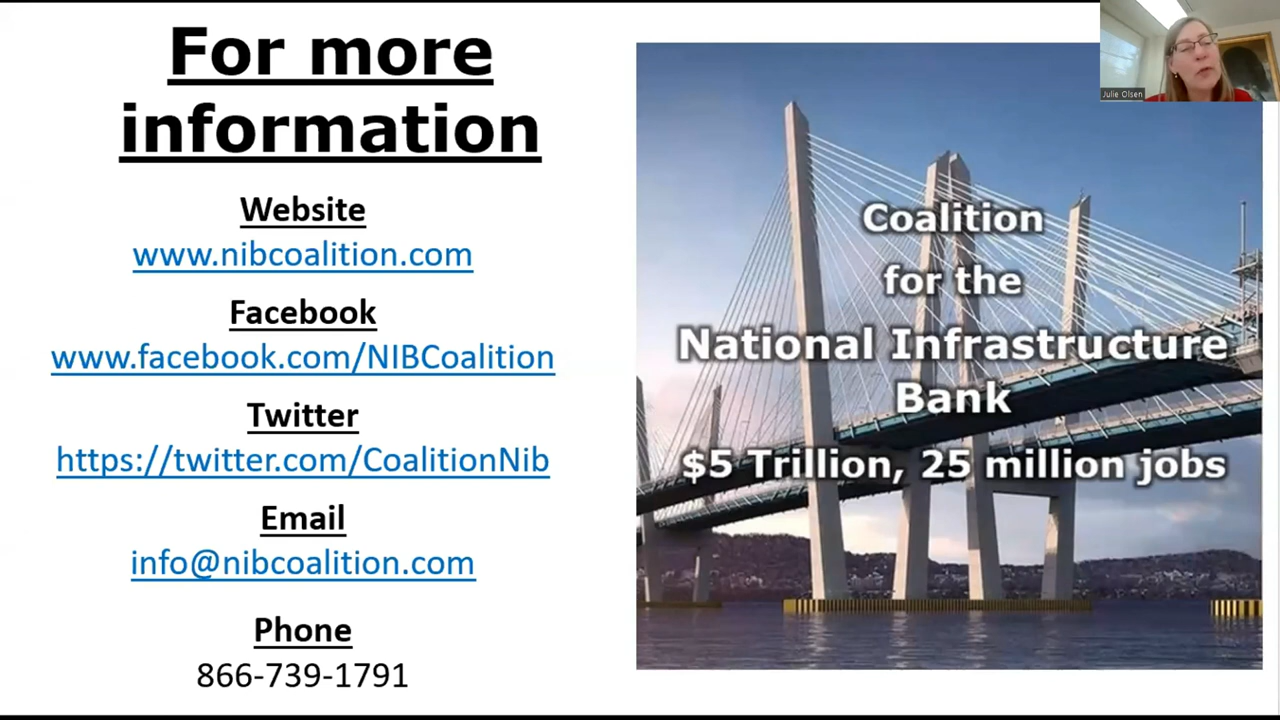 For more
information
Website
www.nibcoalition.com
Facebook
www.facebook.com/NIBCoalition
Twitter
https://twitter.com/CoalitionNib
Email
info@nibcoalition.com
Phone
866-739-1791
Coalition
for the
National Infrastructure
Bank
$5 Trillion, 25 million jobs
Julie Olsen